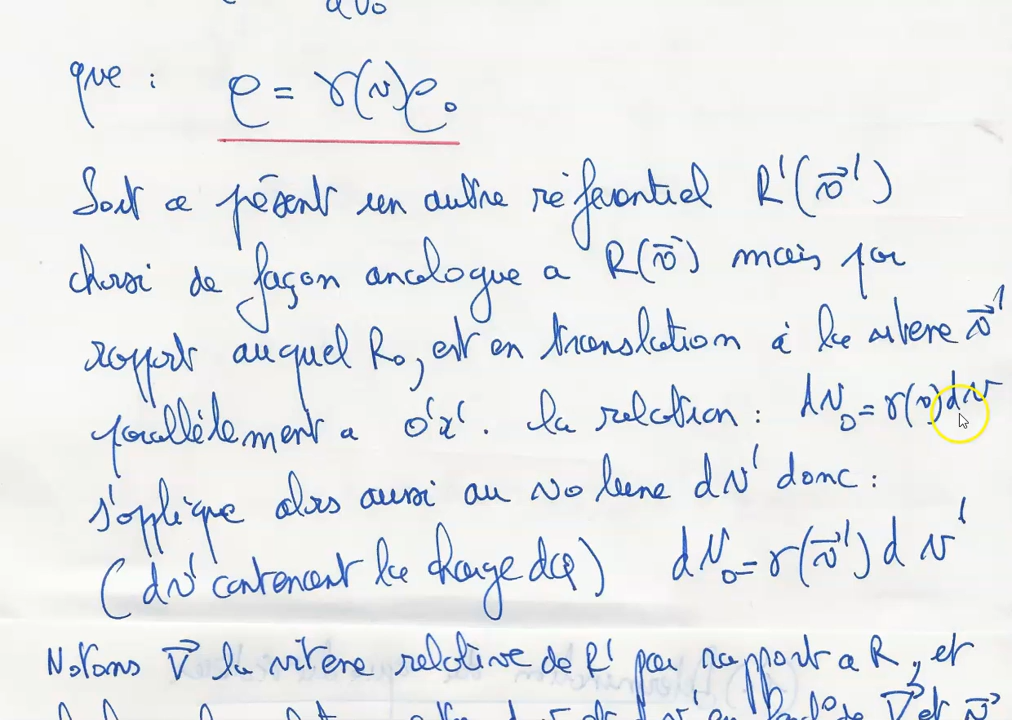 dv₀
que : ρ = γ(v)ρ₀
Soit a présent un autre référentiel R'(v⃗')
choisi de façon analogue a R(v⃗) mais par
rapport auquel R₀, est en translation à la vitesse v⃗'
parallèlement a o'x'. la relation : dv₀ = γ(v)dv
s'applique alors aussi au volume dv' donc :
(dv' contenant la charge dq) dv₀ = γ(v⃗')dv'
Notons V⃗ la vitesse relative de R' par rapport a R, et